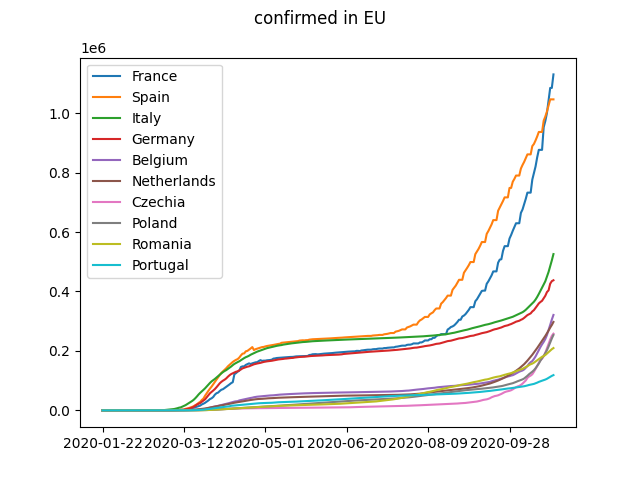 confirmed in EU
1e6
France
Spain
Italy
Germany
Belgium
Netherlands
Czechia
Poland
Romania
Portugal
1.0
0.8
0.6
0.4
0.2
0.0
2020-01-22 2020-03-12 2020-05-01 2020-06-20 2020-08-09 2020-09-28